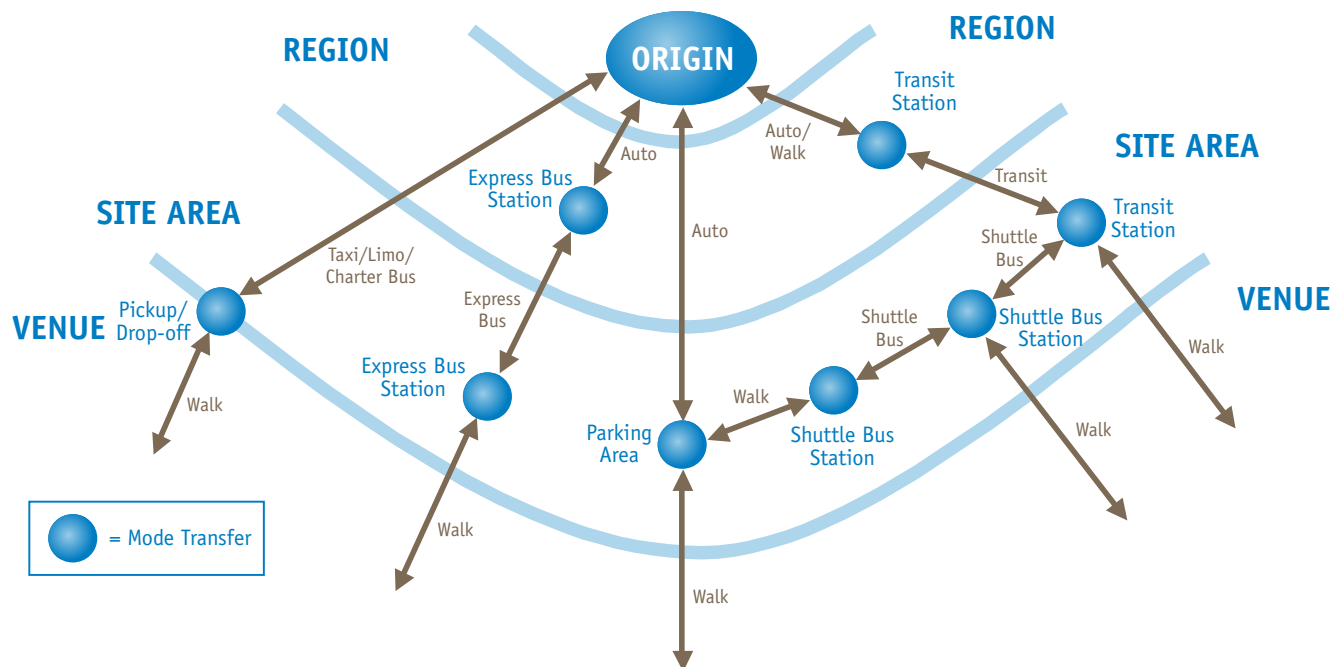 REGION
ORIGIN
REGION
Transit
Station
Auto/
Walk
SITE AREA
Auto
Express Bus
Station
Transit
Transit
Station
SITE AREA
Auto
Shuttle
Bus
Taxi/Limo/
Charter Bus
Pickup/
Drop-off
VENUE
Express
Bus
Shuttle
Bus
Shuttle Bus
Station
VENUE
Walk
Express Bus
Station
Walk
Walk
Parking
Area
Shuttle Bus
Station
Walk
Walk
= Mode Transfer
Walk